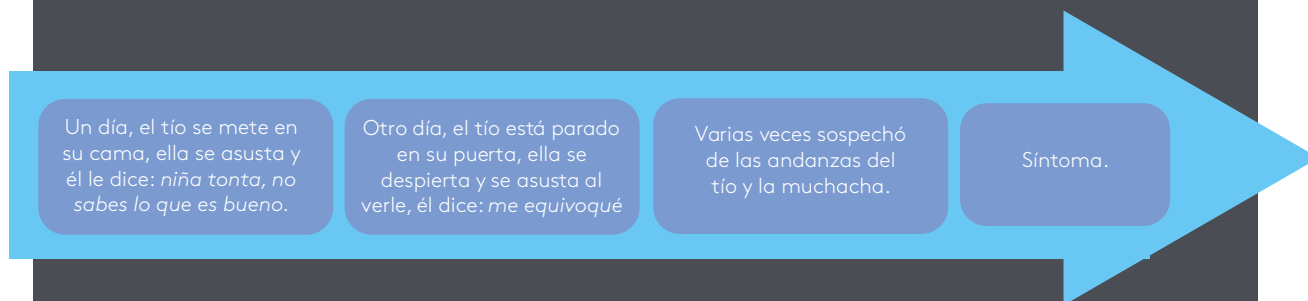 Un día, el tío se mete en
su cama, ella se asusta y
él le dice: niña tonta, no
sabes lo que es bueno.
Otro día, el tío está parado
en su puerta, ella se
despierta y se asusta al
verle, él dice: me equivoqué
Varias veces sospechó
de las andanzas del
tío y la muchacha.
Síntoma.